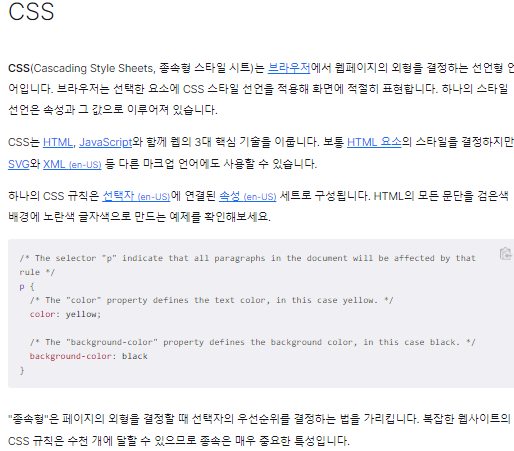 CSS
CSS(Cascading Style Sheets, 종속형 스타일 시트)는 브라우저에서 웹페이지의 외형을 결정하는 선언형 언
어입니다. 브라우저는 선택한 요소에 CSS 스타일 선언을 적용해 화면에 적절히 표현합니다. 하나의 스타일
선언은 속성과 그 값으로 이루어져 있습니다.
CSS는 HTML, JavaScript와 함께 웹의 3대 핵심 기술을 이룹니다. 보통 HTML 요소의 스타일을 결정하지만
SVG와 XML (en-US) 등 다른 마크업 언어에도 사용할 수 있습니다.
하나의 CSS 규칙은 선택자 (en-US)에 연결된 속성 (en-US) 세트로 구성됩니다. HTML의 모든 문단을 검은색
배경에 노란색 글자색으로 만드는 예제를 확인해보세요.
/* The selector "p" indicate that all paragraphs in the document will be affected by that
rule */
p {
/* The "color" property defines the text color, in this case yellow. */
color: yellow;
/* The "background-color" property defines the background color, in this case black. */
background-color: black
}
"종속형"은 페이지의 외형을 결정할 때 선택자의 우선순위를 결정하는 법을 가리킵니다. 복잡한 웹사이트의
CSS 규칙은 수천 개에 달할 수 있으므로 종속은 매우 중요한 특성입니다.